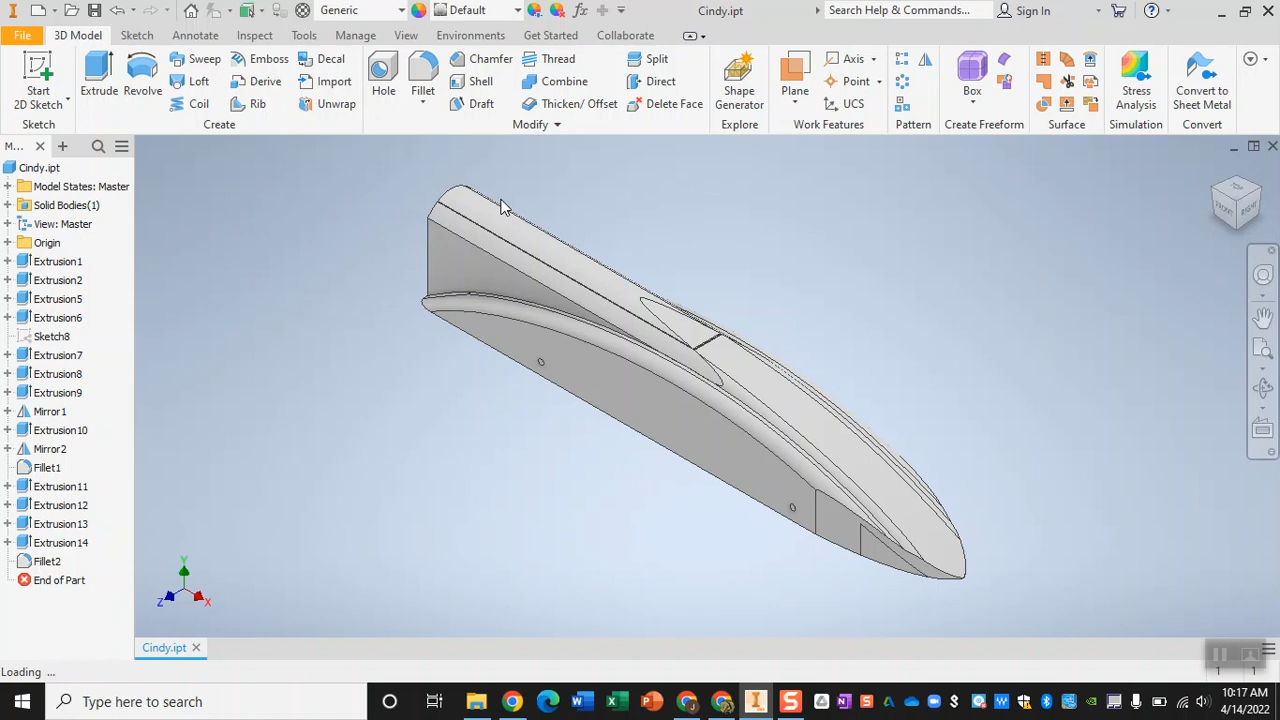 Generic Default Cindy.ipt Search Help & Commands... Sign In
File 3D Model Sketch Annotate Inspect Tools Manage View Environments Get Started Collaborate
Start 2D Sketch Extrude Revolve Sweep Emboss Decal Hole Fillet Chamfer Thread Split Shape Generator Plane Axis Box Stress Analysis Convert to Sheet Metal
Loft Derive Import Shell Combine Direct Point
Coil Rib Unwrap Draft Thicken/ Offset Delete Face UCS
Sketch Create Modify Explore Work Features Pattern Create Freeform Surface Simulation Convert
M...
Cindy.ipt
Model States: Master
Solid Bodies(1)
View: Master
Origin
Extrusion1
Extrusion2
Extrusion5
Extrusion6
Sketch8
Extrusion7
Extrusion8
Extrusion9
Mirror1
Extrusion10
Mirror2
Fillet1
Extrusion11
Extrusion12
Extrusion13
Extrusion14
Fillet2
End of Part
TOP
FRONT RIGHT
Y
Z X
Cindy.ipt
Loading ... 1 1
Type here to search
10:17 AM
4/14/2022